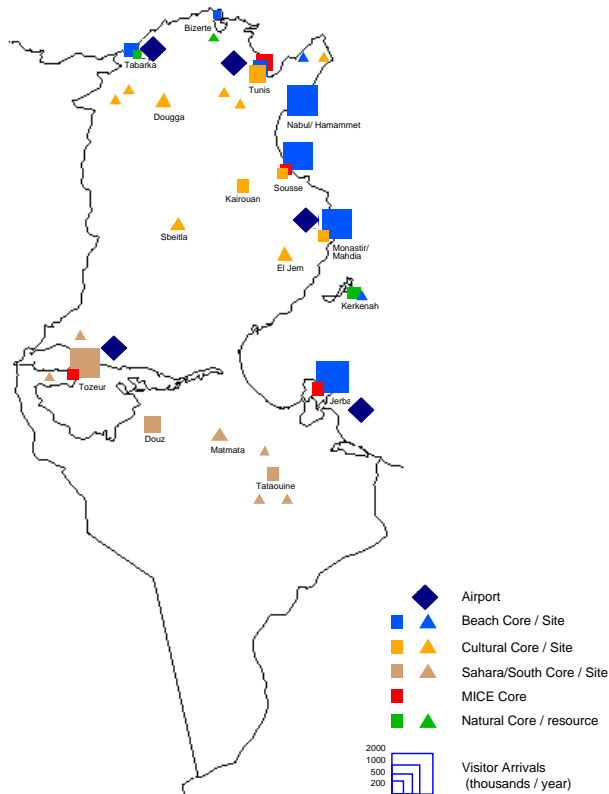 Bizerte
Tabarka
Tunis
Dougga
Nabul/ Hamammet
Sousse
Kairouan
Sbeitla
Monastir/
Mahdia
El Jem
Kerkenah
Tozeur
Jerba
Douz
Matmata
Tataouine
Airport
Beach Core / Site
Cultural Core / Site
Sahara/South Core / Site
MICE Core
Natural Core / resource
2000
1000
500
200
Visitor Arrivals
(thousands / year)